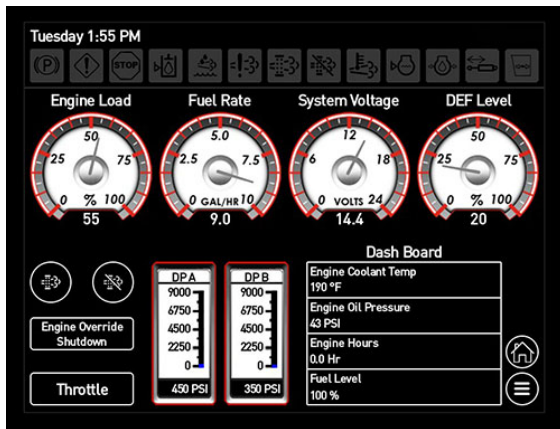 Tuesday 1:55 PM
(P)
STOP
Engine Load
Fuel Rate
System Voltage
DEF Level
50
25
75
0
%
100
55
5.0
2.5
7.5
0
GAL/HR
10
9.0
12
6
18
0
VOLTS
24
14.4
50
25
75
0
%
100
20
Engine Override
Shutdown
Throttle
DP A
9000
6750
4500
2250
0
450 PSI
DP B
9000
6750
4500
2250
0
350 PSI
Dash Board
Engine Coolant Temp
190 °F
Engine Oil Pressure
43 PSI
Engine Hours
0.0 Hr
Fuel Level
100 %